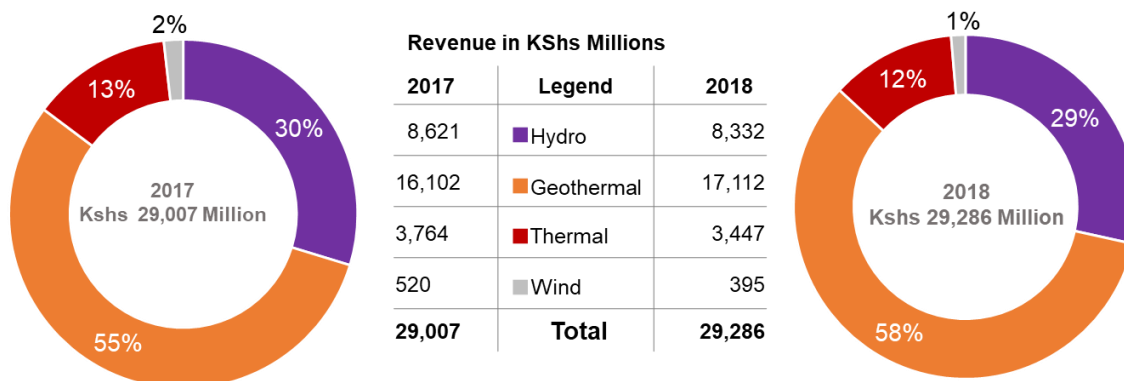 2%
13%
30%
2017
Kshs 29,007 Million
55%
Revenue in KShs Millions
2017 Legend 2018
8,621 Hydro 8,332
16,102 Geothermal 17,112
3,764 Thermal 3,447
520 Wind 395
29,007 Total 29,286
1%
12%
29%
2018
Kshs 29,286 Million
58%